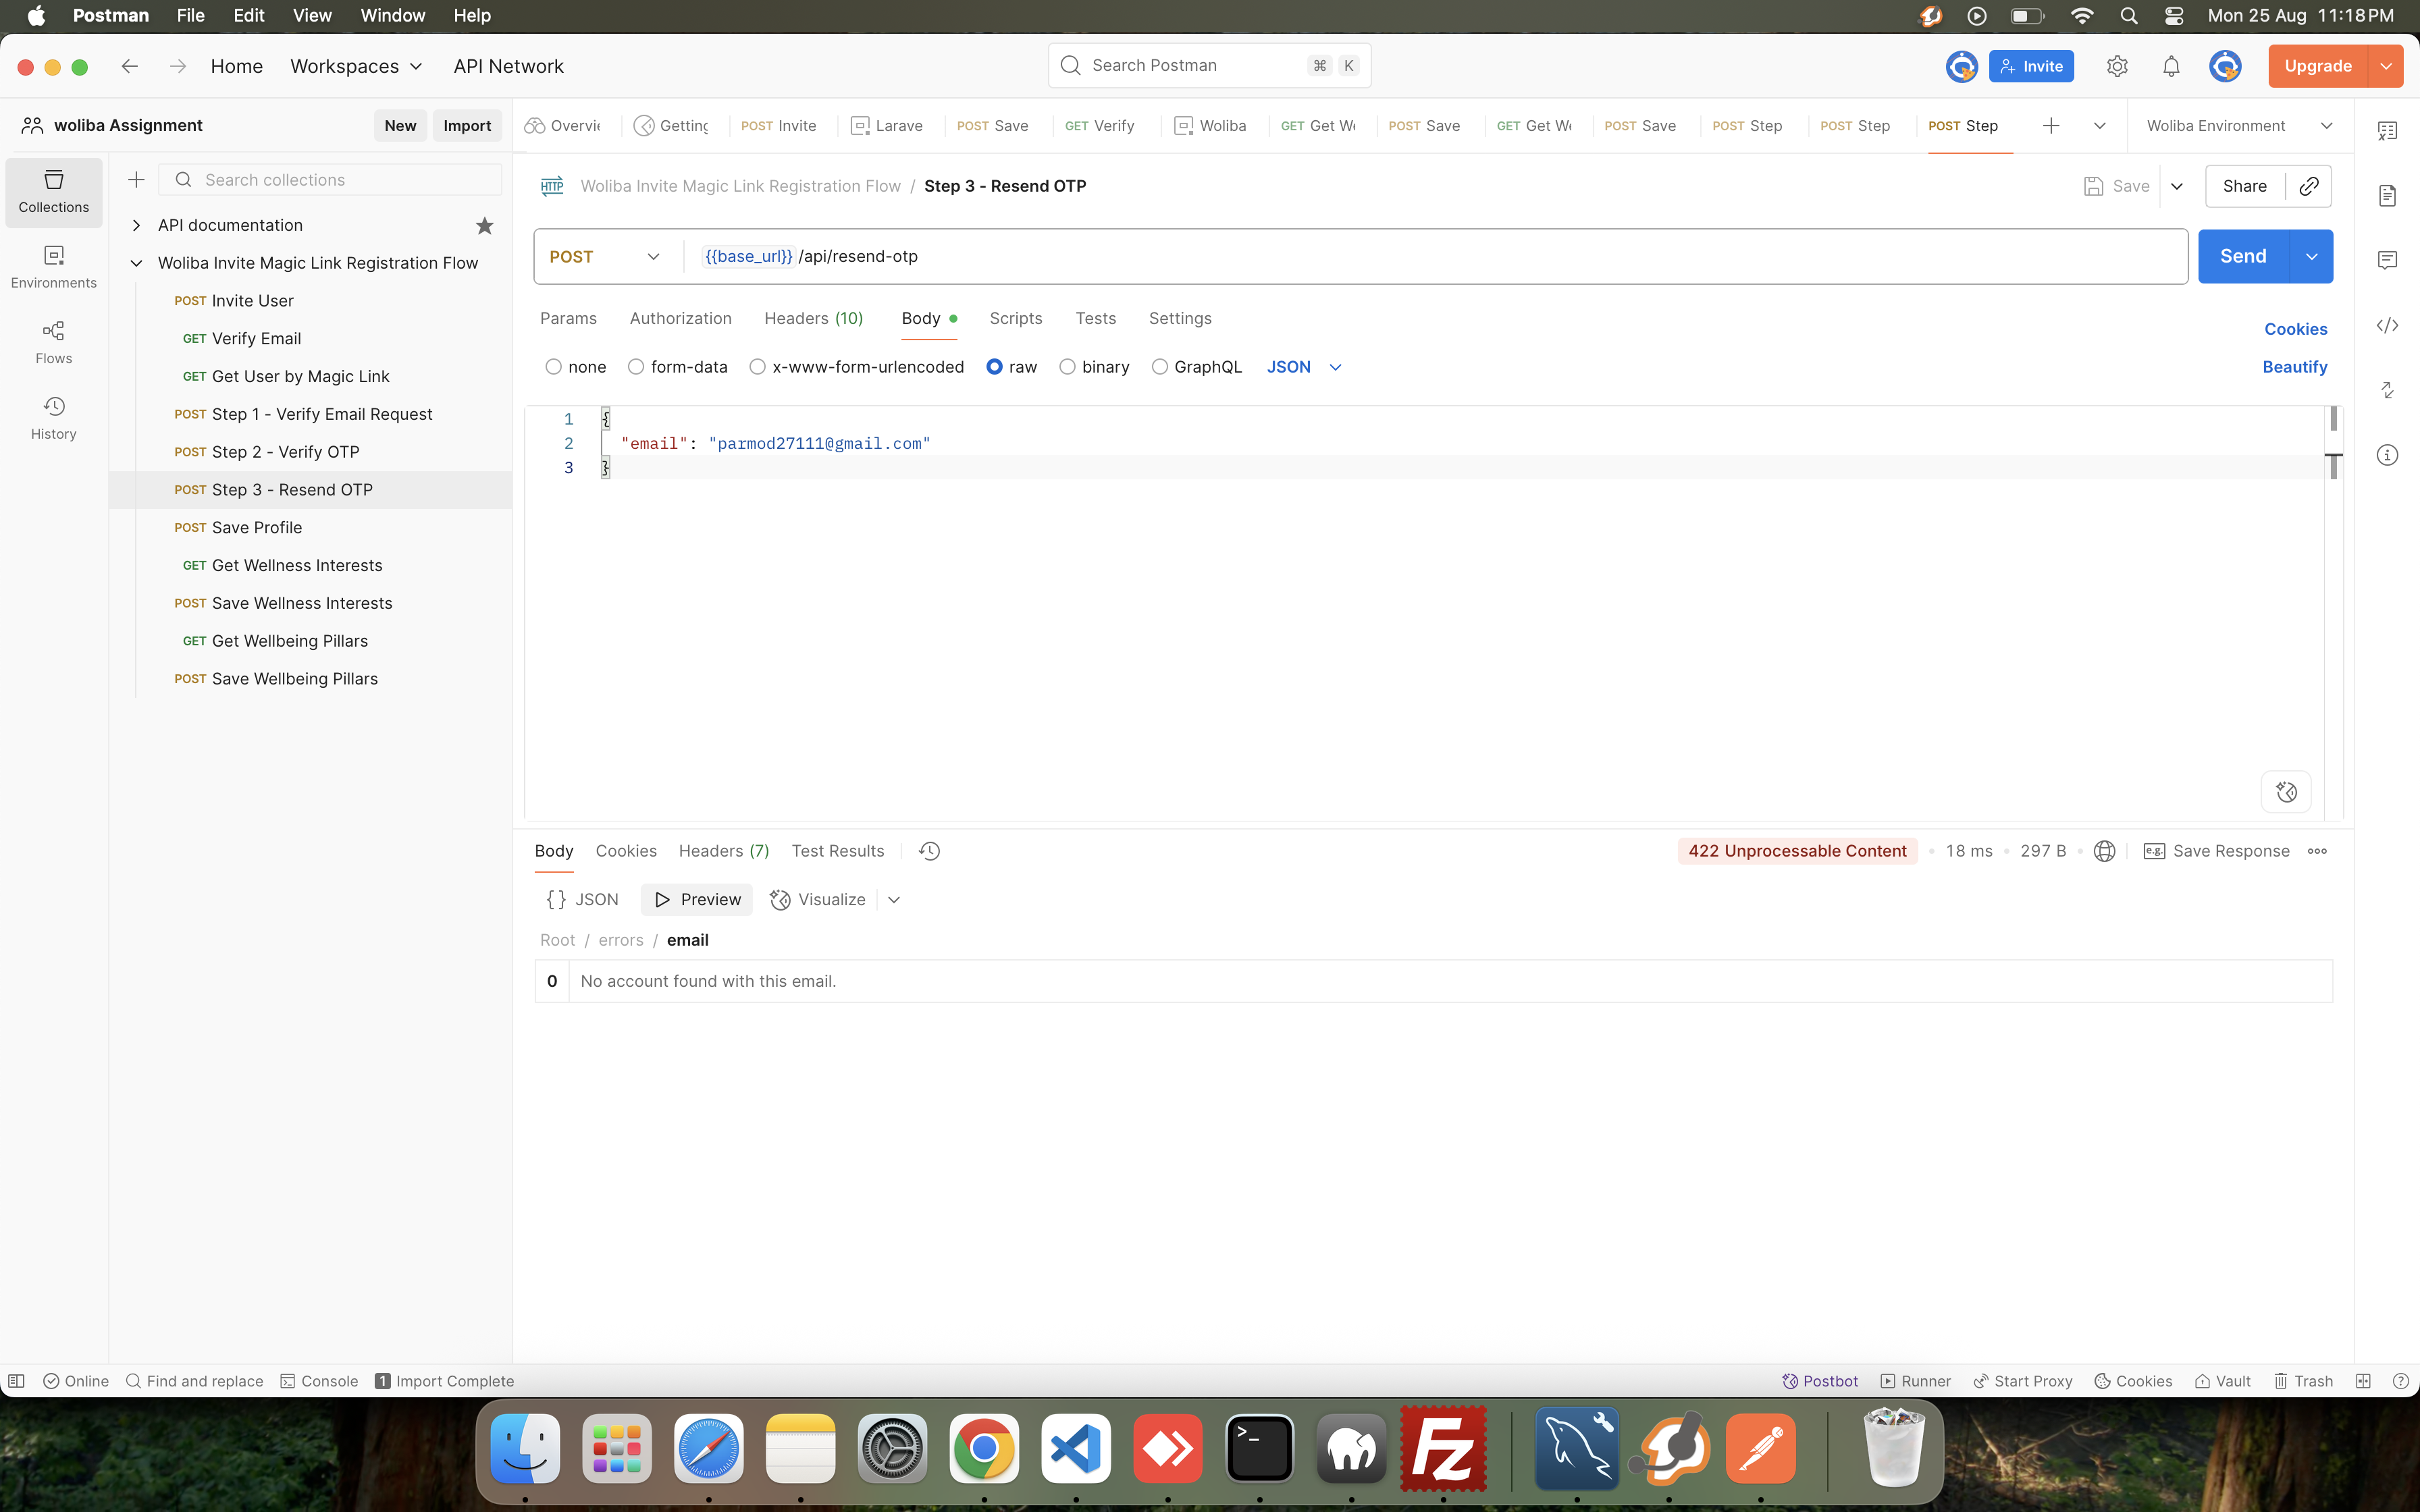 Postman File Edit View Window Help
Mon 25 Aug 11:18 PM
Home Workspaces API Network
Search Postman ⌘ K
Invite
Upgrade
woliba Assignment
New
Import
Overvie
Getting
POST Invite
Larave
POST Save
GET Verify
Woliba
GET Get We
POST Save
GET Get We
POST Save
POST Step
POST Step
POST Step
Woliba Environment
Collections
Environments
Flows
History
Search collections
API documentation
Woliba Invite Magic Link Registration Flow
POST Invite User
GET Verify Email
GET Get User by Magic Link
POST Step 1 - Verify Email Request
POST Step 2 - Verify OTP
POST Step 3 - Resend OTP
POST Save Profile
GET Get Wellness Interests
POST Save Wellness Interests
GET Get Wellbeing Pillars
POST Save Wellbeing Pillars
HTTP Woliba Invite Magic Link Registration Flow / Step 3 - Resend OTP
Save
Share
POST {{base_url}}/api/resend-otp
Send
Params Authorization Headers (10) Body Scripts Tests Settings
Cookies
none form-data x-www-form-urlencoded raw binary GraphQL JSON
Beautify
1 {
2 "email": "parmod27111@gmail.com"
3 }
Body Cookies Headers (7) Test Results
422 Unprocessable Content • 18 ms • 297 B • e.g. Save Response
{} JSON Preview Visualize
Root / errors / email
0 No account found with this email.
Online Find and replace Console 1 Import Complete
Postbot Runner Start Proxy Cookies Vault Trash
>_
Fz